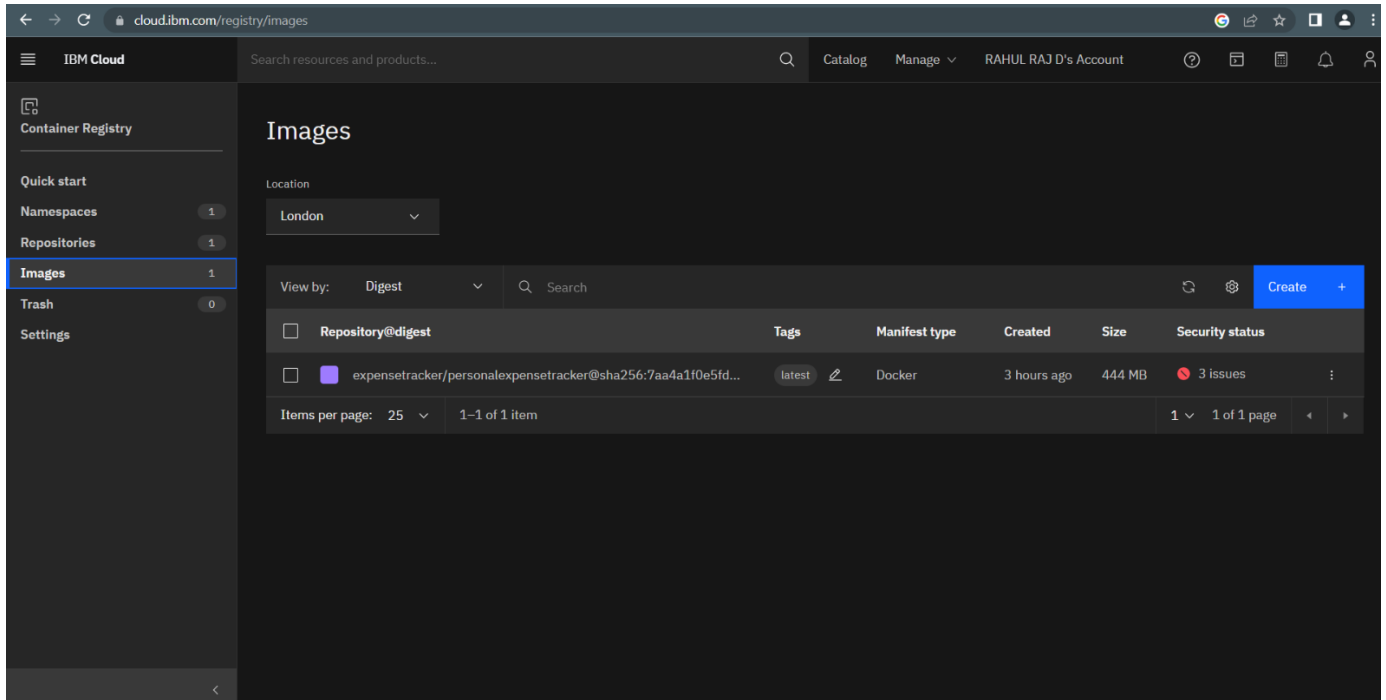 cloud.ibm.com/registry/images
IBM Cloud
Search resources and products...
Catalog
Manage
RAHUL RAJ D's Account
Container Registry
Quick start
Namespaces 1
Repositories 1
Images 1
Trash 0
Settings
Images
Location
London
View by: Digest
Search
Create +
Repository@digest Tags Manifest type Created Size Security status
expensetracker/personalexpensetracker@sha256:7aa4a1f0e5fd... latest Docker 3 hours ago 444 MB 3 issues
Items per page: 25 1–1 of 1 item 1 1 of 1 page